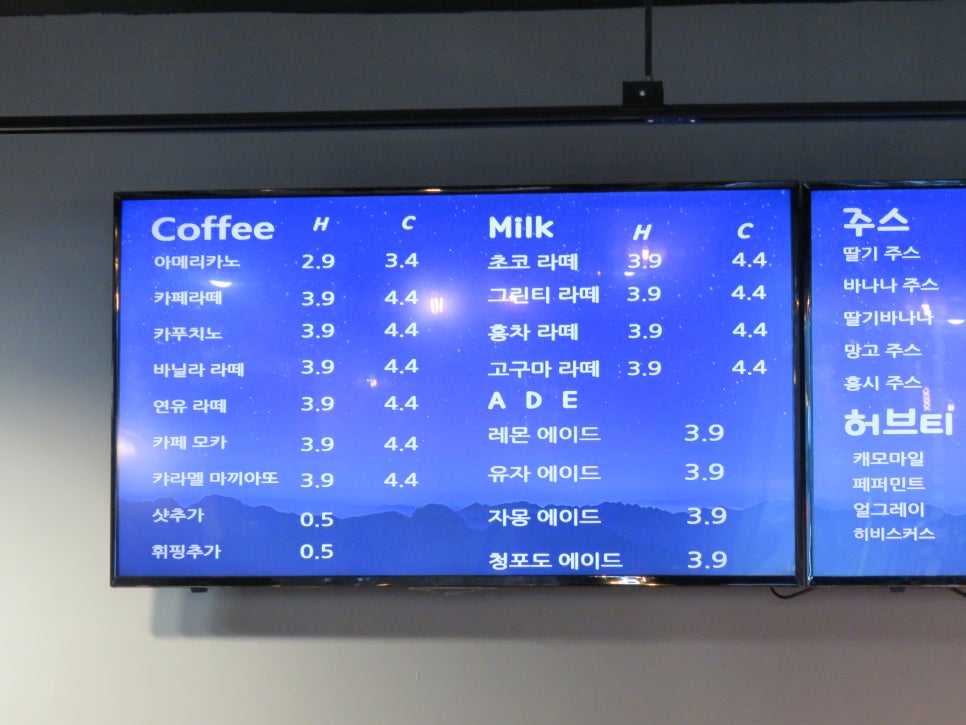 Coffee H C
아메리카노 2.9 3.4
카페라떼 3.9 4.4
카푸치노 3.9 4.4
바닐라 라떼 3.9 4.4
연유 라떼 3.9 4.4
카페 모카 3.9 4.4
캬라멜 마끼아또 3.9 4.4
샷추가 0.5
휘핑추가 0.5
Milk H C
초코 라떼 3.9 4.4
그린티 라떼 3.9 4.4
홍차 라떼 3.9 4.4
고구마 라떼 3.9 4.4
A D E
레몬 에이드 3.9
유자 에이드 3.9
자몽 에이드 3.9
청포도 에이드 3.9
주스
딸기 주스
바나나 주스
딸기바나나
망고 주스
홍시 주스
허브티
캐모마일
페퍼민트
얼그레이
히비스커스